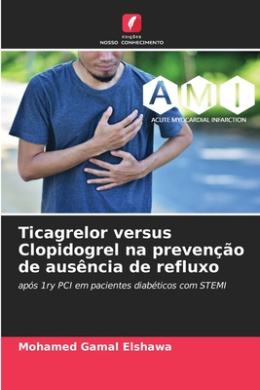 edições
NOSSO CONHECIMENTO
AMI
ACUTE MYOCARDIAL INFARCTION
Ticagrelor versus
Clopidogrel na prevenção
de ausência de refluxo
após 1ry PCI em pacientes diabéticos com STEMI
Mohamed Gamal Elshawa